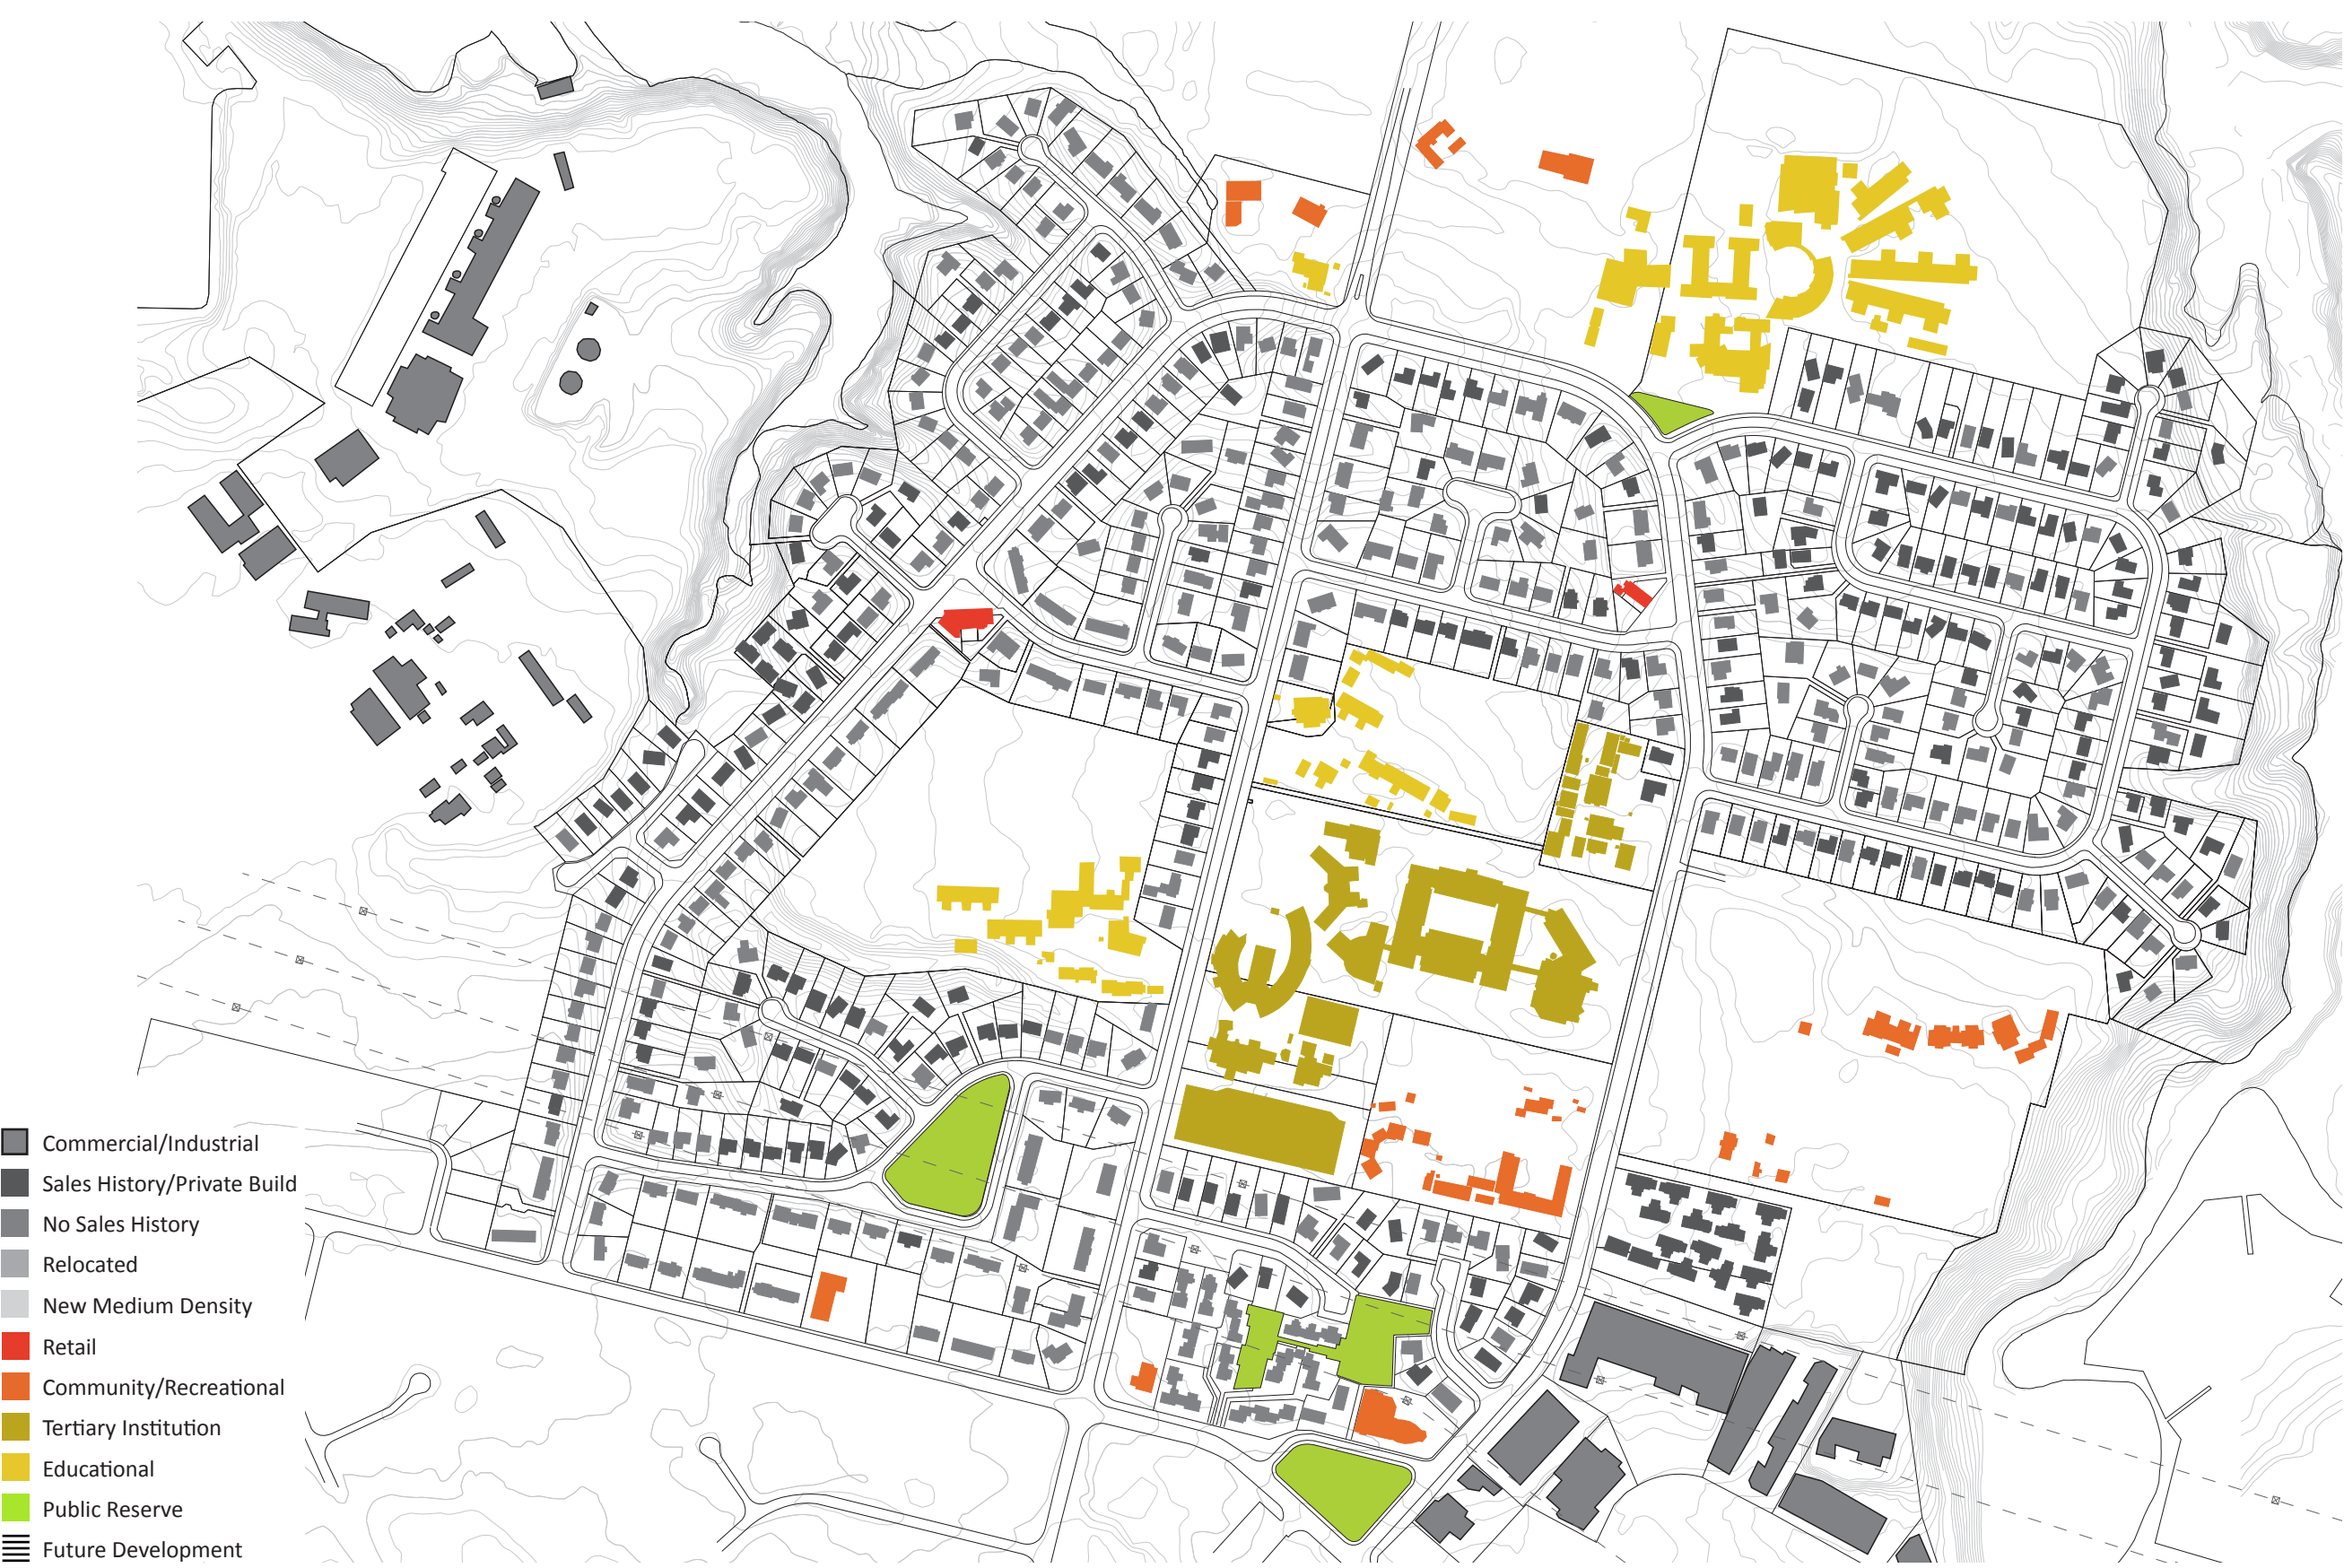 Commercial/Industrial
Sales History/Private Build
No Sales History
Relocated
New Medium Density
Retail
Community/Recreational
Tertiary Institution
Educational
Public Reserve
Future Development